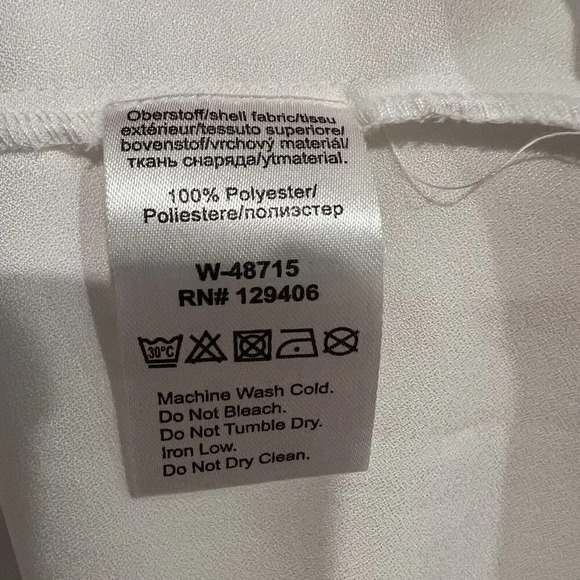 Oberstoff/shell fabric/tissu
extérieur/tessuto superiore/
bovenstof/vrchový materiál/
ткань снаряда/ytmaterial.
100% Polyester/
Poliestere/полиэстер
W-48715
RN# 129406
30°C
Machine Wash Cold.
Do Not Bleach.
Do Not Tumble Dry.
Iron Low.
Do Not Dry Clean.